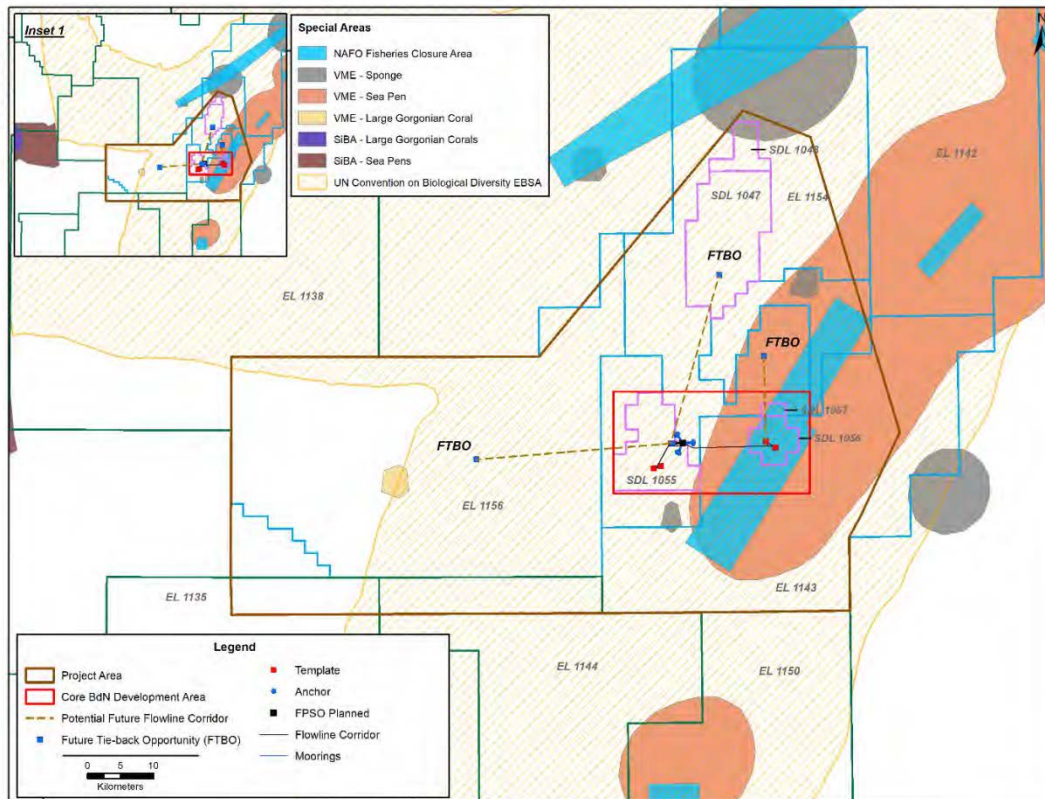 Inset 1
Special Areas
NAFO Fisheries Closure Area
VME - Sponge
VME - Sea Pen
VME - Large Gorgonian Coral
SiBA - Large Gorgonian Corals
SiBA - Sea Pens
UN Convention on Biological Diversity EBSA
N
SDL 1048
EL 1142
SDL 1047
EL 1154
FTBO
EL 1138
FTBO
SDL 1057
FTBO
SDL 1056
SDL 1055
EL 1156
EL 1135
EL 1143
EL 1144
EL 1150
Legend
Project Area
Core BdN Development Area
Potential Future Flowline Corridor
Future Tie-back Opportunity (FTBO)
0 5 10
Kilometers
Template
Anchor
FPSO Planned
Flowline Corridor
Moorings